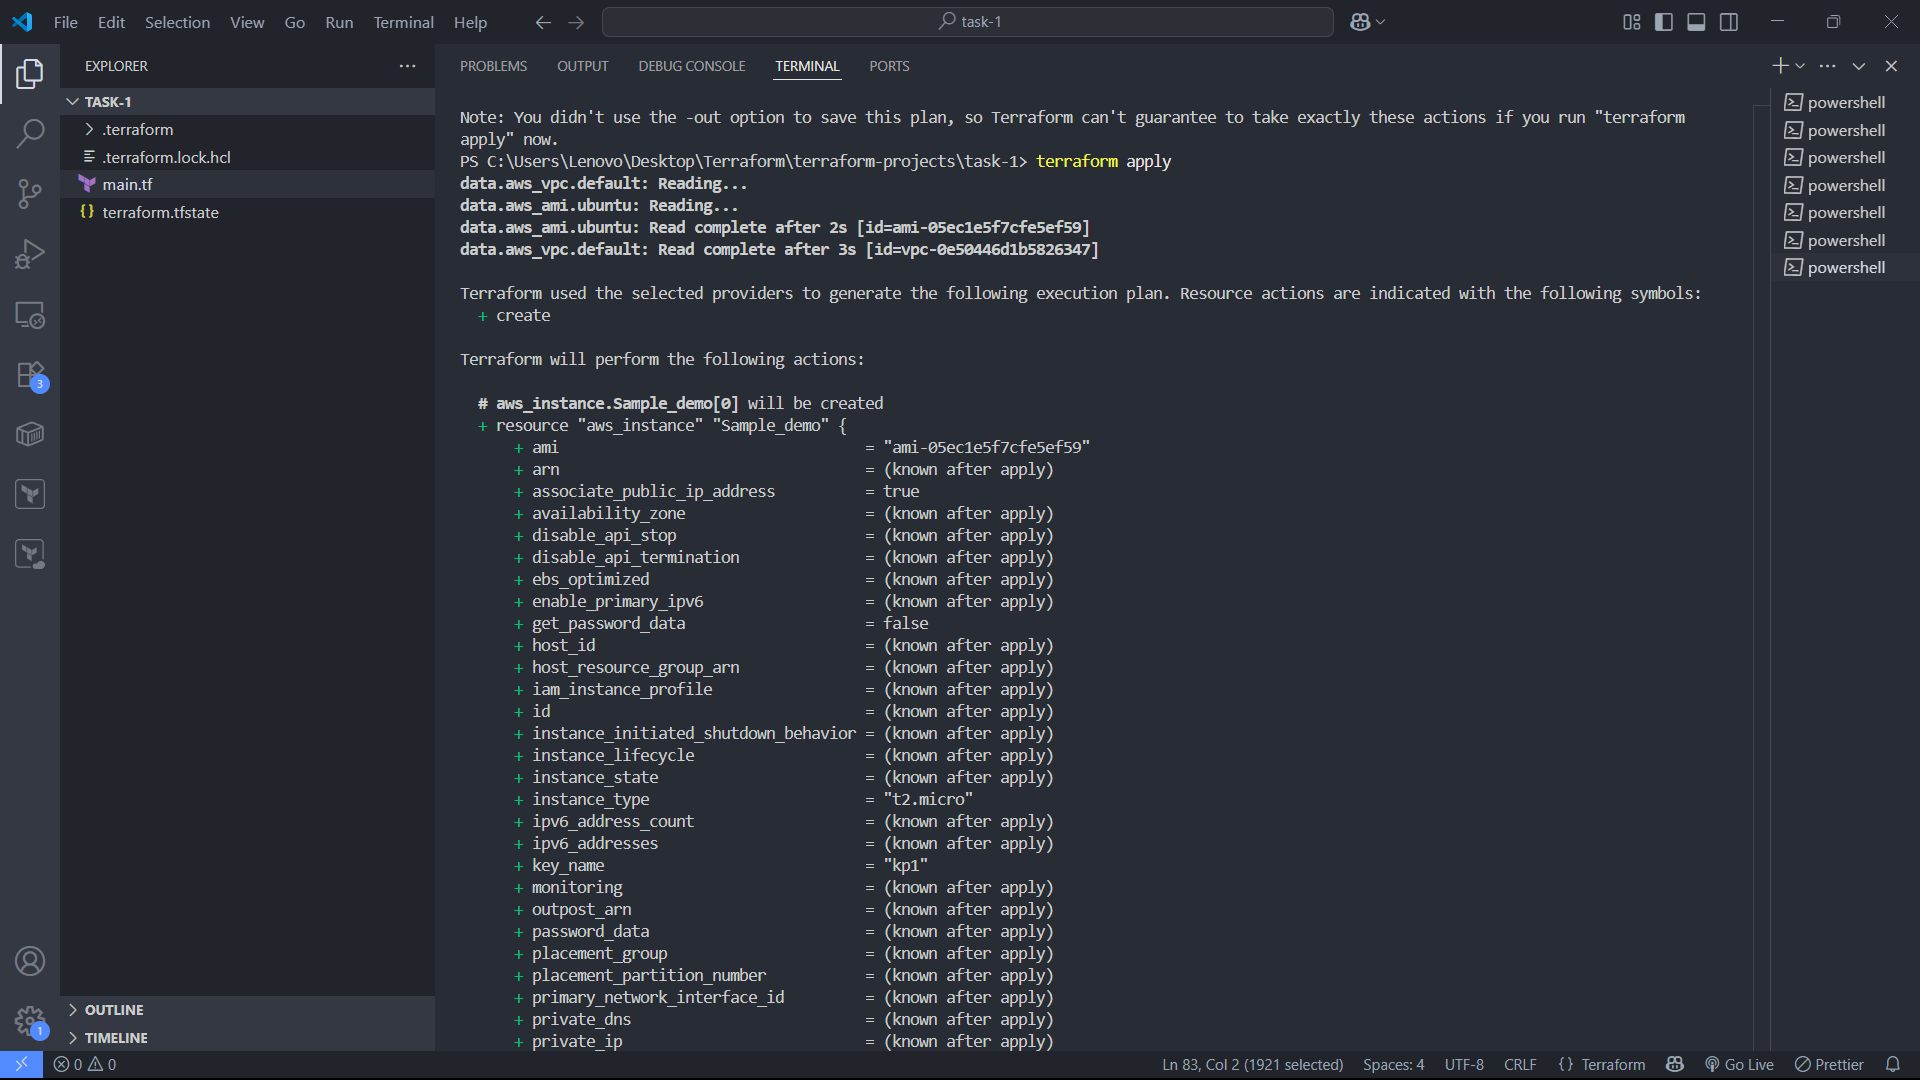 File Edit Selection View Go Run Terminal Help
task-1
EXPLORER
TASK-1
.terraform
.terraform.lock.hcl
main.tf
{} terraform.tfstate
3
1
OUTLINE
TIMELINE
PROBLEMS OUTPUT DEBUG CONSOLE TERMINAL PORTS
Note: You didn't use the -out option to save this plan, so Terraform can't guarantee to take exactly these actions if you run "terraform
apply" now.
PS C:\Users\Lenovo\Desktop\Terraform\terraform-projects\task-1> terraform apply
data.aws_vpc.default: Reading...
data.aws_ami.ubuntu: Reading...
data.aws_ami.ubuntu: Read complete after 2s [id=ami-05ec1e5f7cfe5ef59]
data.aws_vpc.default: Read complete after 3s [id=vpc-0e50446d1b5826347]
Terraform used the selected providers to generate the following execution plan. Resource actions are indicated with the following symbols:
+ create
Terraform will perform the following actions:
# aws_instance.Sample_demo[0] will be created
+ resource "aws_instance" "Sample_demo" {
+ ami = "ami-05ec1e5f7cfe5ef59"
+ arn = (known after apply)
+ associate_public_ip_address = true
+ availability_zone = (known after apply)
+ disable_api_stop = (known after apply)
+ disable_api_termination = (known after apply)
+ ebs_optimized = (known after apply)
+ enable_primary_ipv6 = (known after apply)
+ get_password_data = false
+ host_id = (known after apply)
+ host_resource_group_arn = (known after apply)
+ iam_instance_profile = (known after apply)
+ id = (known after apply)
+ instance_initiated_shutdown_behavior = (known after apply)
+ instance_lifecycle = (known after apply)
+ instance_state = (known after apply)
+ instance_type = "t2.micro"
+ ipv6_address_count = (known after apply)
+ ipv6_addresses = (known after apply)
+ key_name = "kp1"
+ monitoring = (known after apply)
+ outpost_arn = (known after apply)
+ password_data = (known after apply)
+ placement_group = (known after apply)
+ placement_partition_number = (known after apply)
+ primary_network_interface_id = (known after apply)
+ private_dns = (known after apply)
+ private_ip = (known after apply)
powershell
powershell
powershell
powershell
powershell
powershell
powershell
0 0 Ln 83, Col 2 (1921 selected) Spaces: 4 UTF-8 CRLF {} Terraform Go Live Prettier